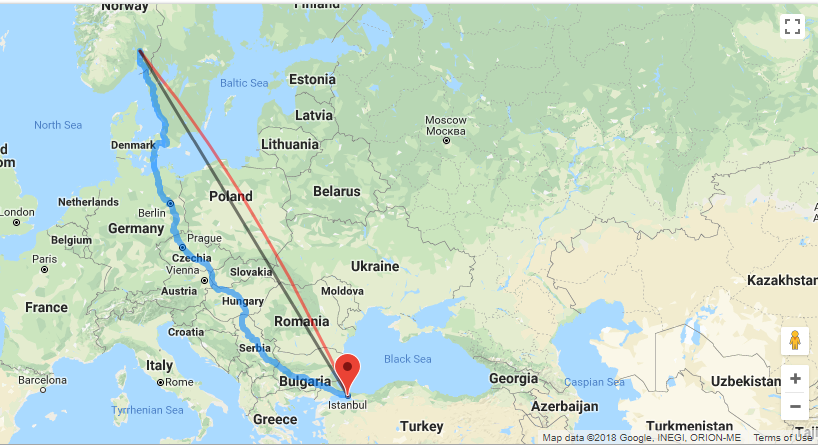 Norway
Finland
Baltic Sea
Estonia
Latvia
Moscow
Москва
North Sea
Denmark
Lithuania
Poland
Belarus
Netherlands
Berlin
London
Germany
Belgium
Prague
Paris
Czechia
Vienna
Slovakia
Ukraine
Austria
Kazakhstan
Hungary
Moldova
France
Romania
Croatia
Serbia
Italy
Black Sea
Barcelona
Rome
Bulgaria
Georgia
Caspian Sea
Uzbekistan
Istanbul
Tyrrhenian Sea
Azerbaijan
Greece
Turkey
Turkmenistan
Map data ©2018 Google, INEGI, ORION-ME
Terms of Use